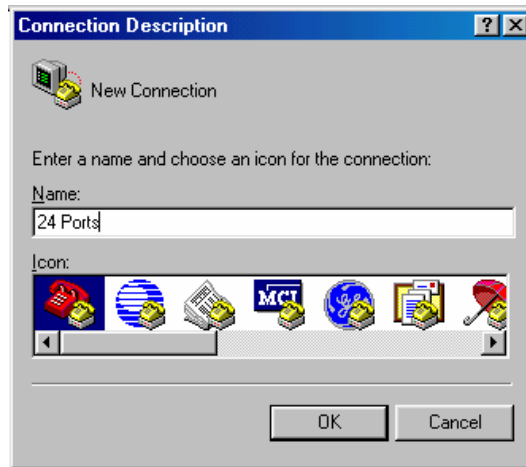 Connection Description
New Connection
Enter a name and choose an icon for the connection:
Name:
24 Ports
Icon:
MCI
OK Cancel